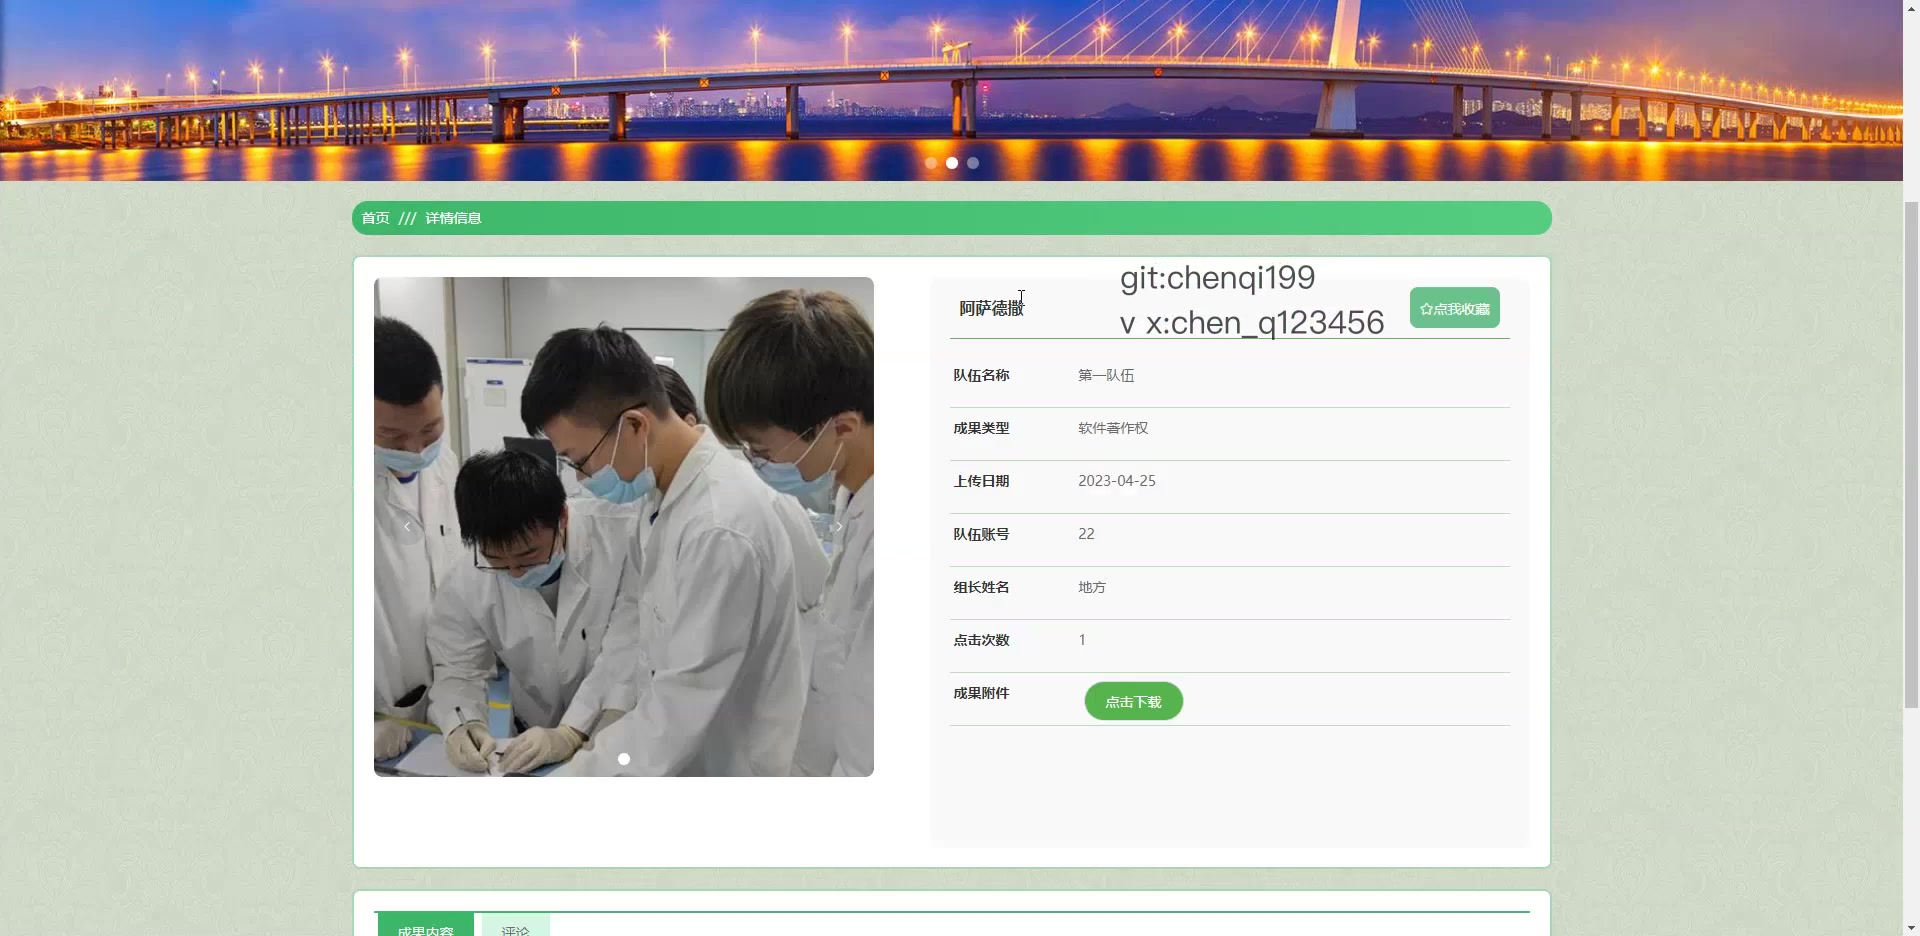 首页 /// 详情信息
阿萨德撒
git:chenqi199
v x:chen_q123456
☆点我收藏
队伍名称 第一队伍
成果类型 软件著作权
上传日期 2023-04-25
队伍账号 22
组长姓名 地方
点击次数 1
成果附件 点击下载
成果内容 评论